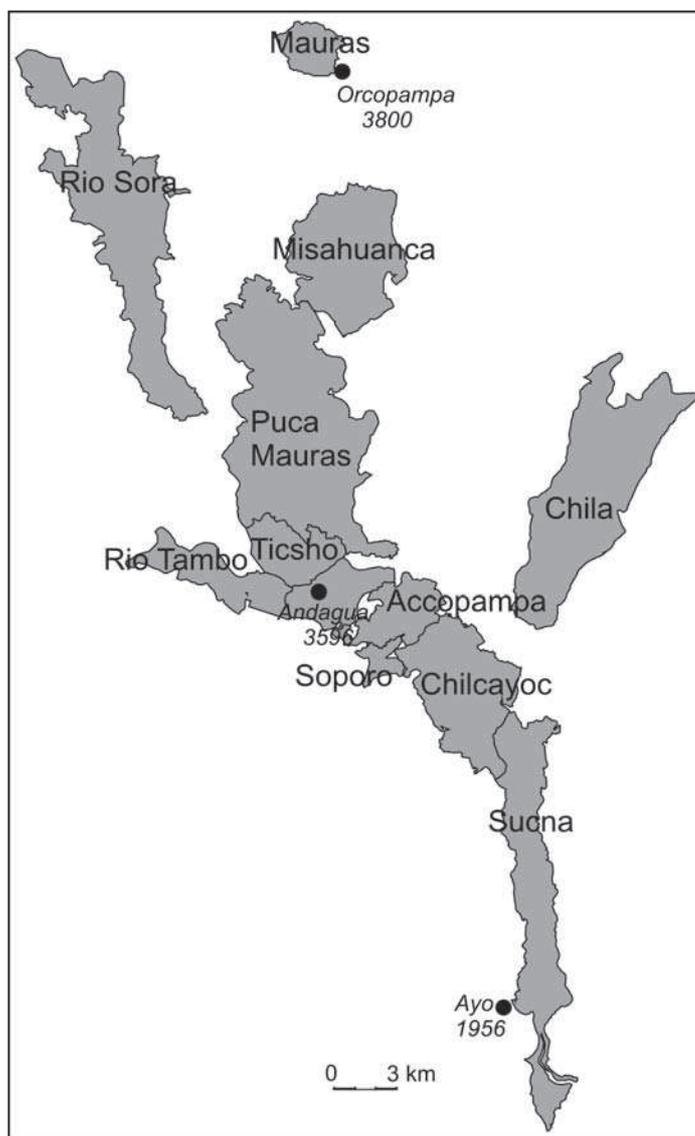 Mauras
Orcopampa
3800
Rio Sora
Misahuanca
Puca
Mauras
Chila
Rio Tambo
Ticsho
Andagua
3596
Accopampa
Soporo
Chilcayoc
Sucna
Ayo
1956
0 3 km